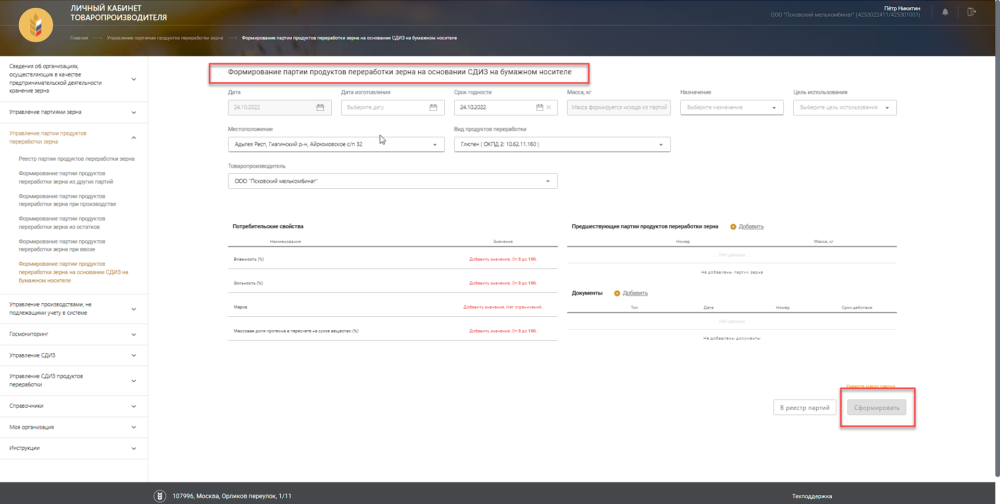 ЛИЧНЫЙ КАБИНЕТ
ТОВАРОПРОИЗВОДИТЕЛЯ
Пётр Никитин
ООО "Псковский мелькомбинат" (4253022411/425301001)
Главная
Управление партиями продуктов переработки зерна
Формирование партии продуктов переработки зерна на основании СДИЗ на бумажном носителе
Сведения об организациях,
осуществляющих в качестве
предпринимательской деятельности
хранение зерна
Управление партиями зерна
Управление партии продуктов
переработки зерна
Реестр партии продуктов переработки зерна
Формирование партии продуктов
переработки зерна из других партий
Формирование партии продуктов
переработки зерна при производстве
Формирование партии продуктов
переработки зерна из остатков
Формирование партии продуктов
переработки зерна при ввозе
Формирование партии продуктов
переработки зерна на основании СДИЗ на
бумажном носителе
Управление производствами, не
подлежащими учету в системе
Госмониторинг
Управление СДИЗ
Управление СДИЗ продуктов
переработки
Справочники
Моя организация
Инструкции
Формирование партии продуктов переработки зерна на основании СДИЗ на бумажном носителе
Дата
Дата изготовления
Срок годности
Масса, кг
Назначение
Цель использования
24.10.2022
Выберите дату
24.10.2022
Масса формируется исходя из партий
Выберите назначение
Выберите цель использования
Местоположение
Вид продуктов переработки
Адыгея Респ, Гиагинский р-н, Айрюмовское с/п 32
Глютен ( ОКПД 2: 10.62.11.160 )
Товаропроизводитель
ООО "Псковский мелькомбинат"
Потребительские свойства
Наименование
Значение
Влажность (%)
Добавить значение. От 0 до 100.
Зольность (%)
Добавить значение. От 0 до 100.
Марка
Добавить значение. Нет ограничений.
Массовая доля протеина в пересчете на сухое вещество (%)
Добавить значение. От 0 до 100.
Предшествующие партии продуктов переработки зерна
Добавить
Номер
Масса, кг
Нет данных
Не добавлены партии зерна
Документы
Добавить
Тип
Дата
Номер
Срок действия
Нет данных
Не добавлены документы
Укажите массу партии
В реестр партий
Сформировать
107996, Москва, Орликов переулок, 1/11
Техподдержка